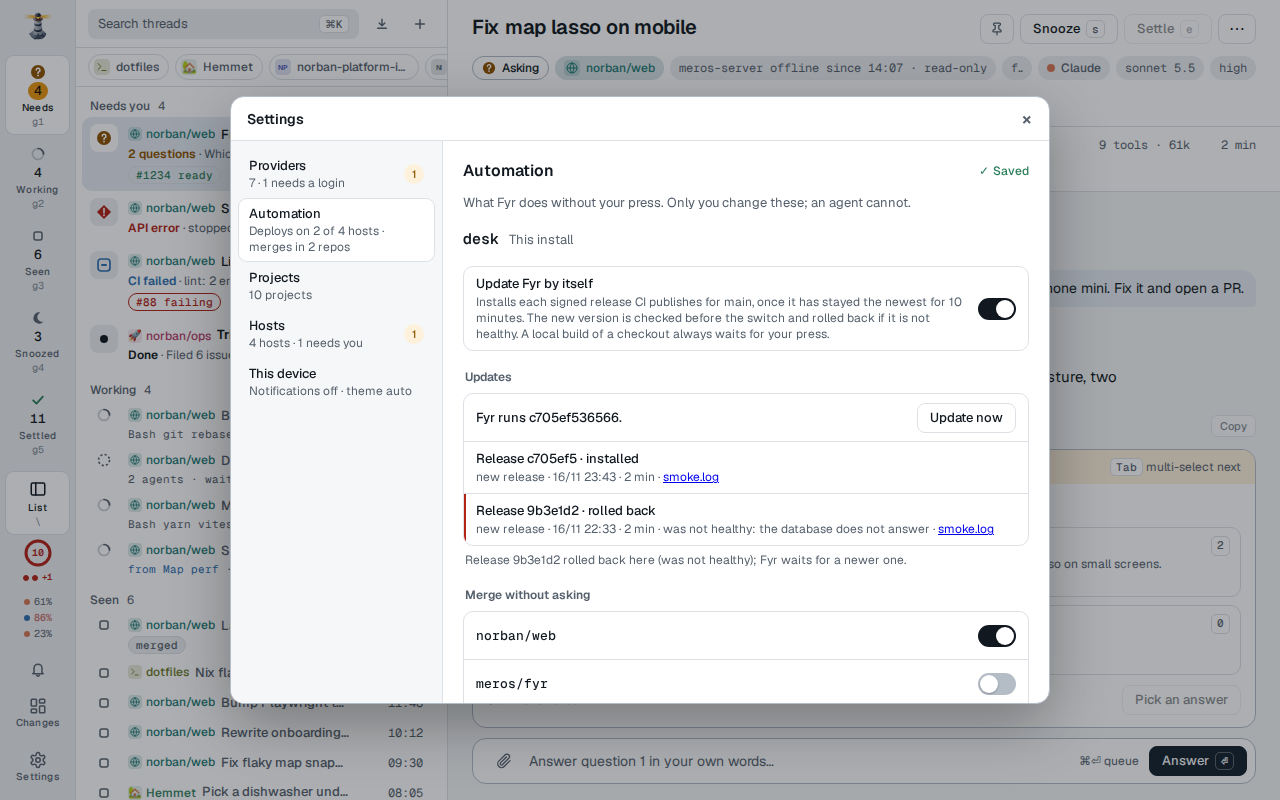 Search threads
⌘K
Fix map lasso on mobile
Snooze s
Settle e
dotfiles
Hemmet
NP norban-platform-i…
NI
Asking
norban/web
meros-server offline since 14:07 · read-only
f…
Claude
sonnet 5.5
high
4
Needs
g1
4
Working
g2
6
Seen
g3
3
Snoozed
g4
11
Settled
g5
List
\
10
+1
61%
86%
23%
Changes
Settings
Needs you 4
norban/web F
2 questions · Whic
#1234 ready
norban/web S
API error · stopped
norban/web Li
CI failed · lint: 2 er
#88 failing
norban/ops Tr
Done · Filed 6 issue
Working 4
norban/web B
Bash git rebase
norban/web D
2 agents · wait
norban/web M
Bash yarn vites
norban/web S
from Map perf ·
Seen 6
norban/web L
merged
dotfiles Nix fla
norban/web Bump Playwright t… 11:43
norban/web Rewrite onboarding… 10:12
norban/web Fix flaky map snap… 09:30
Hemmet Pick a dishwasher und… 08:05
9 tools · 61k 2 min
one mini. Fix it and open a PR.
sture, two
Copy
Tab multi-select next
2
so on small screens.
0
Pick an answer
Answer question 1 in your own words…
⌘⏎ queue
Answer ⏎
Settings
×
Providers
7 · 1 needs a login
1
Automation
Deploys on 2 of 4 hosts ·
merges in 2 repos
Projects
10 projects
Hosts
4 hosts · 1 needs you
1
This device
Notifications off · theme auto
Automation
✓ Saved
What Fyr does without your press. Only you change these; an agent cannot.
desk This install
Update Fyr by itself
Installs each signed release CI publishes for main, once it has stayed the newest for 10
minutes. The new version is checked before the switch and rolled back if it is not
healthy. A local build of a checkout always waits for your press.
Updates
Fyr runs c705ef536566.
Update now
Release c705ef5 · installed
new release · 16/11 23:43 · 2 min · smoke.log
Release 9b3e1d2 · rolled back
new release · 16/11 22:33 · 2 min · was not healthy: the database does not answer · smoke.log
Release 9b3e1d2 rolled back here (was not healthy); Fyr waits for a newer one.
Merge without asking
norban/web
meros/fyr